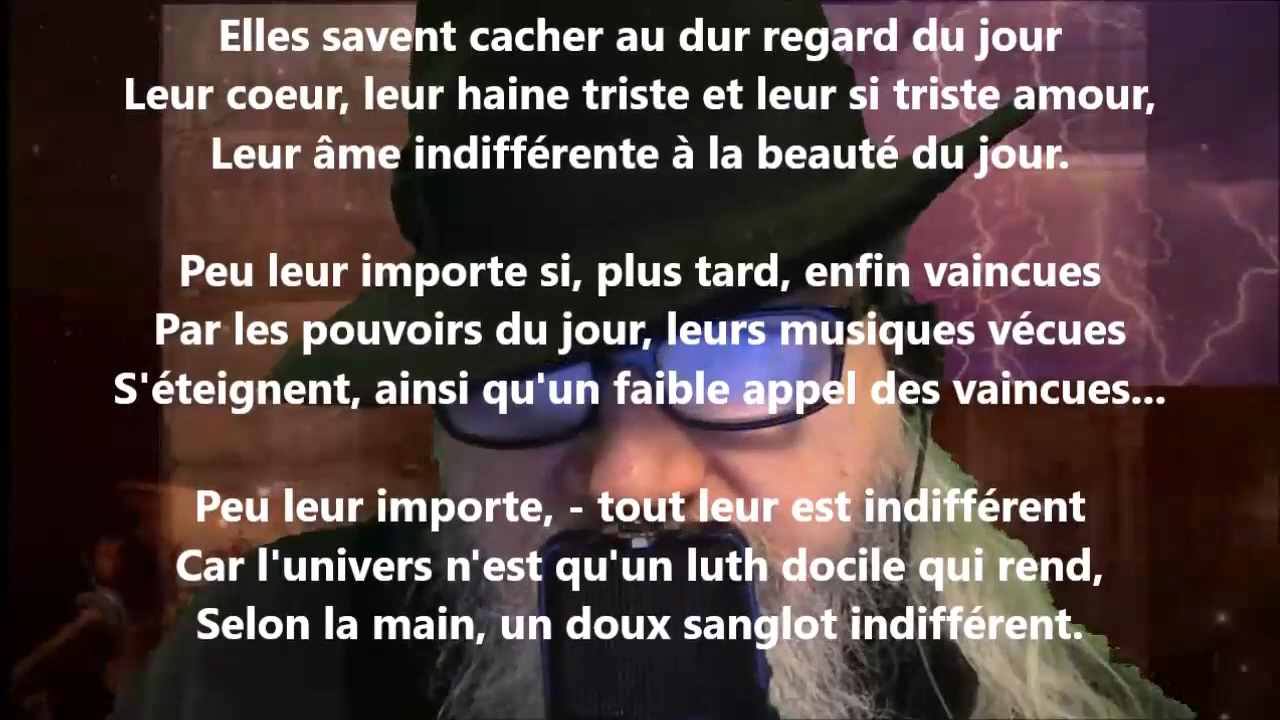 Elles savent cacher au dur regard du jour
Leur coeur, leur haine triste et leur si triste amour,
Leur âme indifférente à la beauté du jour.
Peu leur importe si, plus tard, enfin vaincues
Par les pouvoirs du jour, leurs musiques vécues
S'éteignent, ainsi qu'un faible appel des vaincues...
Peu leur importe, - tout leur est indifférent
Car l'univers n'est qu'un luth docile qui rend,
Selon la main, un doux sanglot indifférent.